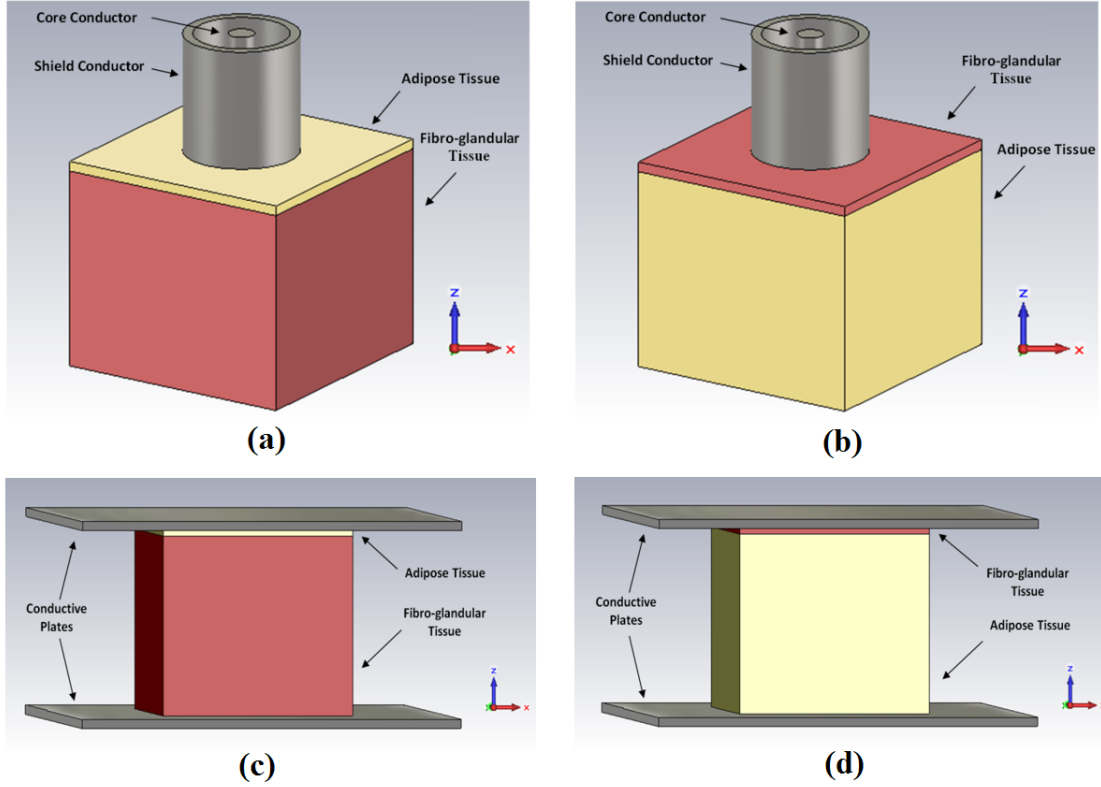 Core Conductor
Shield Conductor
Adipose Tissue
Fibro-glandular
Tissue
z
x
(a)
Core Conductor
Shield Conductor
Fibro-glandular
Tissue
Adipose Tissue
z
x
(b)
Adipose Tissue
Fibro-glandular
Tissue
Conductive
Plates
z
x
(c)
Fibro-glandular
Tissue
Adipose Tissue
Conductive
Plates
z
(d)